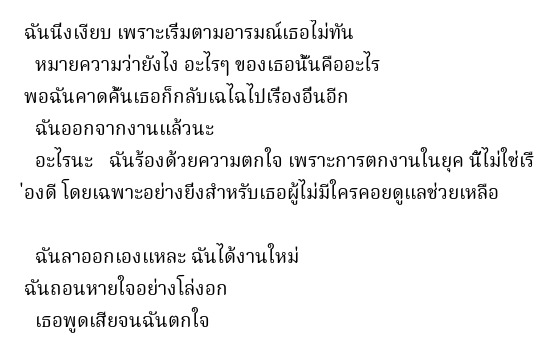 ฉันนิ่งเงียบ เพราะเริ่มตามอารมณ์เธอไม่ทัน
หมายความว่ายังไง อะไรๆ ของเธอนั้นคืออะไร
พอฉันคาดคั้นเธอก็กลับเฉไฉไปเรื่องอื่นอีก
ฉันออกจากงานแล้วนะ
อะไรนะ ฉันร้องด้วยความตกใจ เพราะการตกงานในยุค นี้ไม่ใช่เรื
่องดี โดยเฉพาะอย่างยิ่งสำหรับเธอผู้ไม่มีใครคอยดูแลช่วยเหลือ
ฉันลาออกเองแหละ ฉันได้งานใหม่
ฉันถอนหายใจอย่างโล่งอก
เธอพูดเสียจนฉันตกใจ